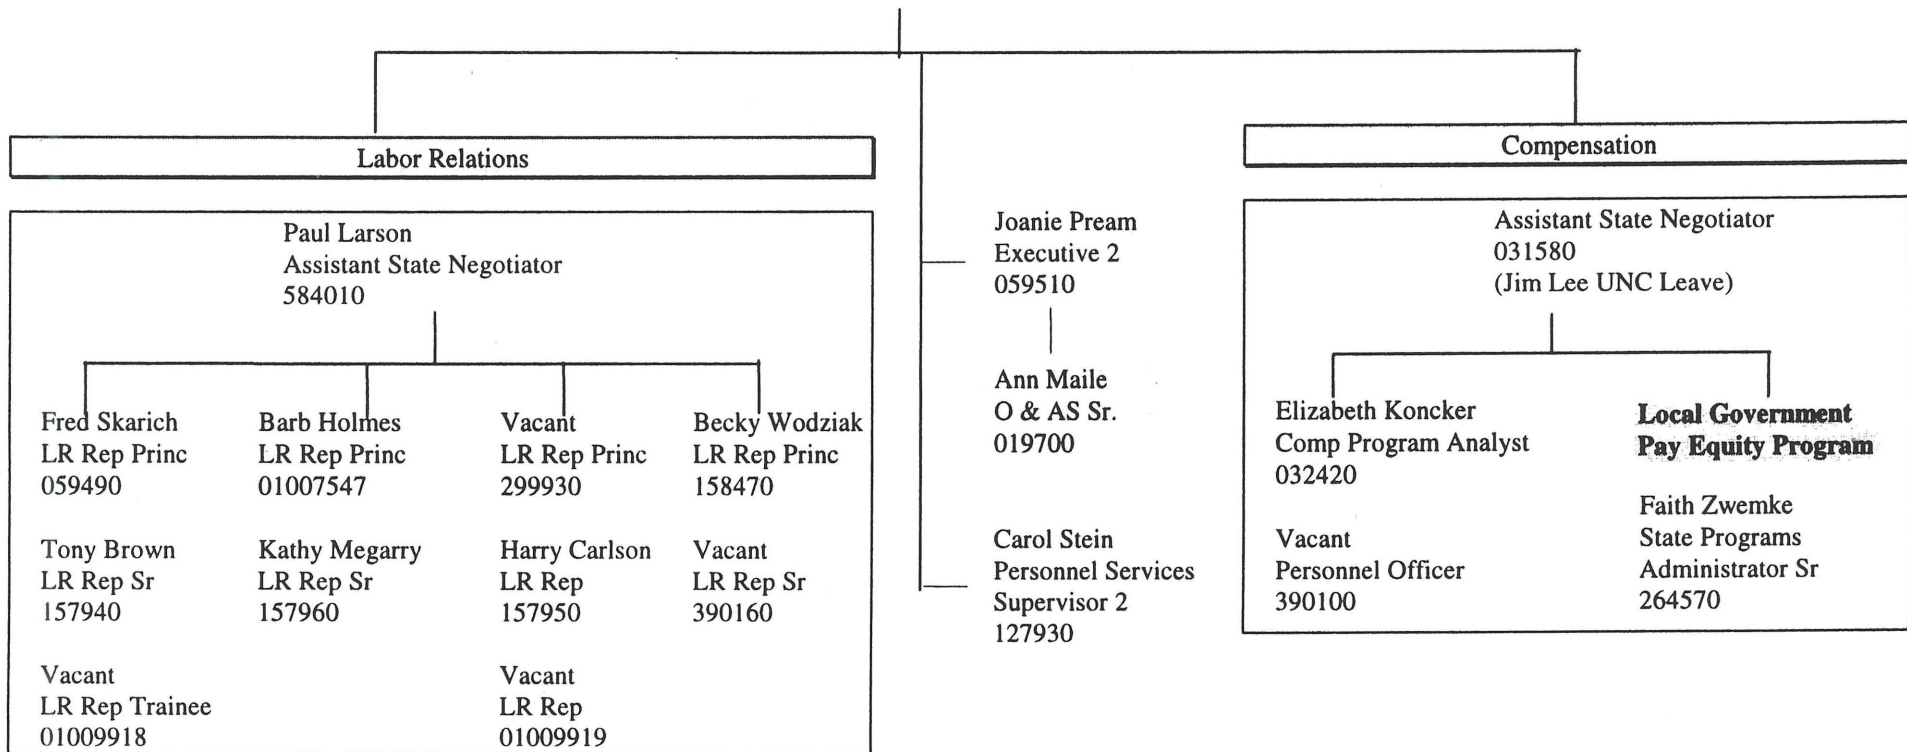 Labor Relations
Paul Larson
Assistant State Negotiator
584010
Fred Skarich
LR Rep Princ
059490
Tony Brown
LR Rep Sr
157940
Vacant
LR Rep Trainee
01009918
Barb Holmes
LR Rep Princ
01007547
Kathy Megarry
LR Rep Sr
157960
Vacant
LR Rep Princ
299930
Harry Carlson
LR Rep
157950
Vacant
LR Rep
01009919
Becky Wodziak
LR Rep Princ
158470
Vacant
LR Rep Sr
390160
Joanie Pream
Executive 2
059510
Ann Maile
O & AS Sr.
019700
Carol Stein
Personnel Services
Supervisor 2
127930
Compensation
Assistant State Negotiator
031580
(Jim Lee UNC Leave)
Elizabeth Koncker
Comp Program Analyst
032420
Vacant
Personnel Officer
390100
Local Government
Pay Equity Program
Faith Zwemke
State Programs
Administrator Sr
264570